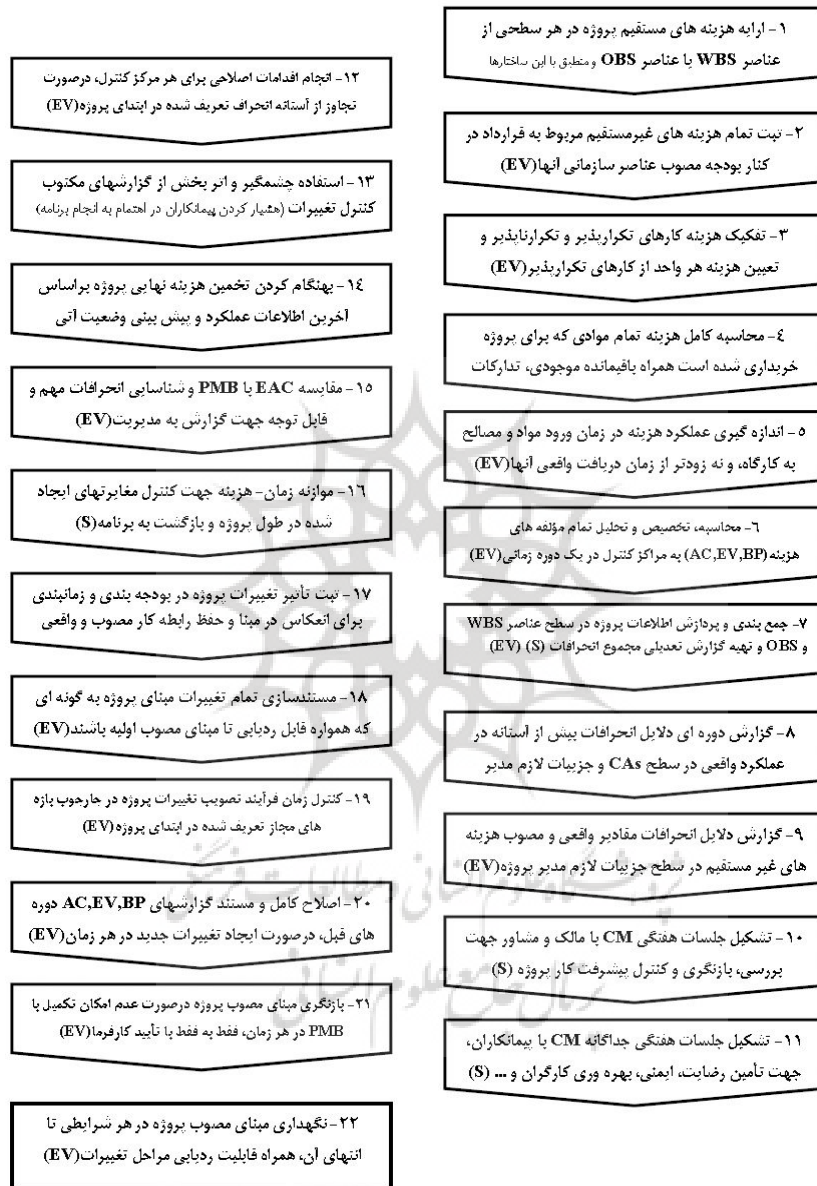 ۱- ارایه هزینه های مستقیم پروژه در هر سطحی از
عناصر WBS یا عناصر OBS و منطبق با این ساختارها
۲- ثبت تمام هزینه های غیرمستقیم مربوط به قرارداد در
کنار بودجه مصوب عناصر سازمانی آنها(EV)
۳- تفکیک هزینه کارهای تکرارپذیر و تکرارناپذیر و
تعیین هزینه هر واحد از کارهای تکرارپذیر(EV)
۴- محاسبه کامل هزینه تمام موادی که برای پروژه
خریداری شده است همراه باقیمانده موجودی، تدارکات
۵- اندازه گیری عملکرد هزینه در زمان ورود مواد و مصالح
به کارگاه، و نه زودتر از زمان دریافت واقعی آنها(EV)
۶- محاسبه، تخصیص و تحلیل تمام مؤلفه های
هزینه(AC,EV,BP) به مراکز کنترل در یک دوره زمانی(EV)
۷- جمع بندی و پردازش اطلاعات پروژه در سطح عناصر WBS
و OBS و تهیه گزارش تعدیلی مجموع انحرافات (S) (EV)
۸- گزارش دوره ای دلایل انحرافات بیش از آستانه در
عملکرد واقعی در سطح CAs و جزییات لازم مدیر
۹- گزارش دلایل انحرافات مقادیر واقعی و مصوب هزینه
های غیر مستقیم در سطح جزییات لازم مدیر پروژه(EV)
۱۰- تشکیل جلسات هفتگی CM با مالک و مشاور جهت
بررسی، بازنگری و کنترل پیشرفت کار پروژه (S)
۱۱- تشکیل جلسات هفتگی جداگانه CM با پیمانکاران،
جهت تأمین رضایت، ایمنی، بهره وری کارگران و ... (S)
۱۲- انجام اقدامات اصلاحی برای هر مرکز کنترل، درصورت
تجاوز از آستانه انحراف تعریف شده در ابتدای پروژه(EV)
۱۳- استفاده چشمگیر و اثر بخش از گزارشهای مکتوب
کنترل تغییرات (هشیار کردن پیمانکاران در اهتمام به انجام برنامه)
۱۴- بهنگام کردن تخمین هزینه نهایی پروژه براساس
آخرین اطلاعات عملکرد و پیش بینی وضعیت آتی
۱۵- مقایسه EAC با PMB و شناسایی انحرافات مهم و
قابل توجه جهت گزارش به مدیریت(EV)
۱۶- موازنه زمان- هزینه جهت کنترل مغایرتهای ایجاد
شده در طول پروژه و بازگشت به برنامه(S)
۱۷- ثبت تأثیر تغییرات پروژه در بودجه بندی و زمانبندی
برای انعکاس در مبنا و حفظ رابطه کار مصوب و واقعی
۱۸- مستندسازی تمام تغییرات مبنای پروژه به گونه ای
که همواره قابل ردیابی تا مبنای مصوب اولیه باشند(EV)
۱۹- کنترل زمان فرآیند تصویب تغییرات پروژه در چارچوب بازه
های مجاز تعریف شده در ابتدای پروژه(EV)
۲۰- اصلاح کامل و مستند گزارشهای AC,EV,BP دوره
های قبل، درصورت ایجاد تغییرات جدید در هر زمان(EV)
۲۱- بازنگری مبنای مصوب پروژه درصورت عدم امکان تکمیل با
PMB در هر زمان، فقط به فقط با تأیید کارفرما(EV)
۲۲- نگهداری مبنای مصوب پروژه در هر شرایطی تا
انتهای آن، همراه قابلیت ردیابی مراحل تغییرات(EV)
پژوهشگاه علوم انسانی و مطالعات فرهنگی
پرتال جامع علوم انسانی